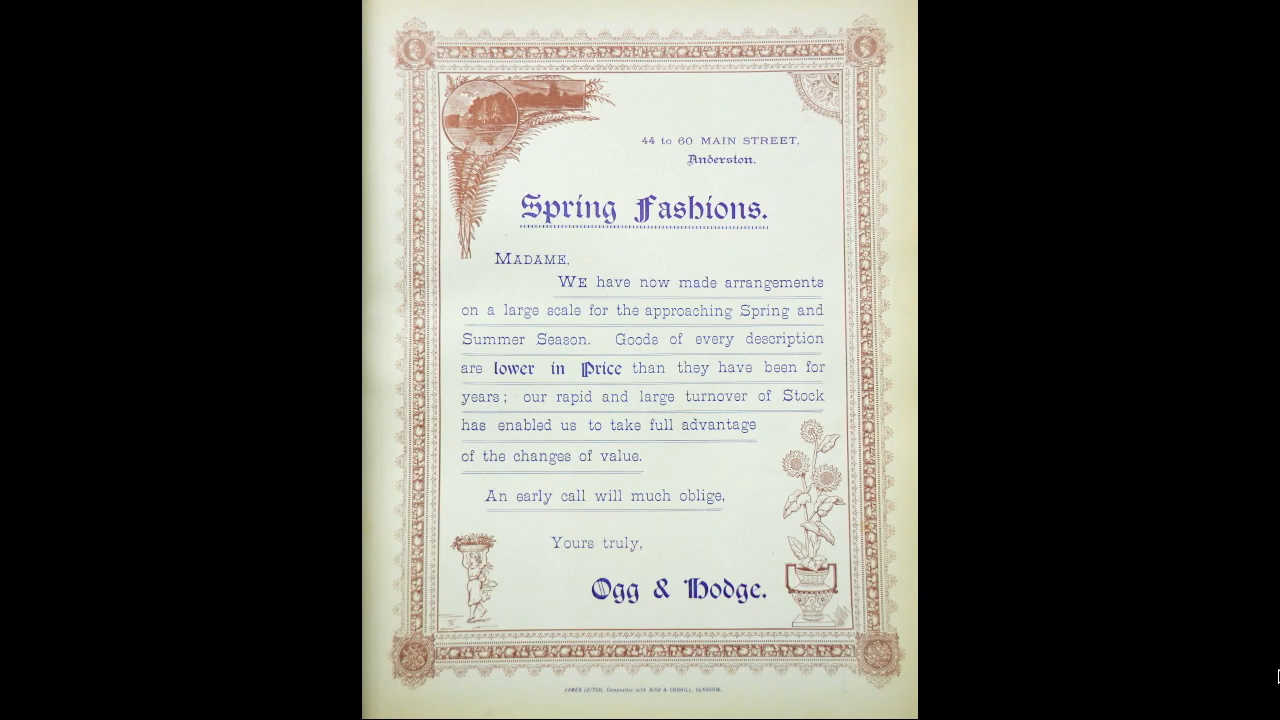 44 to 60 MAIN STREET,
Anderston.
Spring Fashions.
MADAME,
WE have now made arrangements
on a large scale for the approaching Spring and
Summer Season. Goods of every description
are lower in Price than they have been for
years; our rapid and large turnover of Stock
has enabled us to take full advantage
of the changes of value.
An early call will much oblige,
Yours truly,
Ogg & Hodge.
JAMES LEITCH, Compositor with BIRD & COGHILL, GLASGOW.